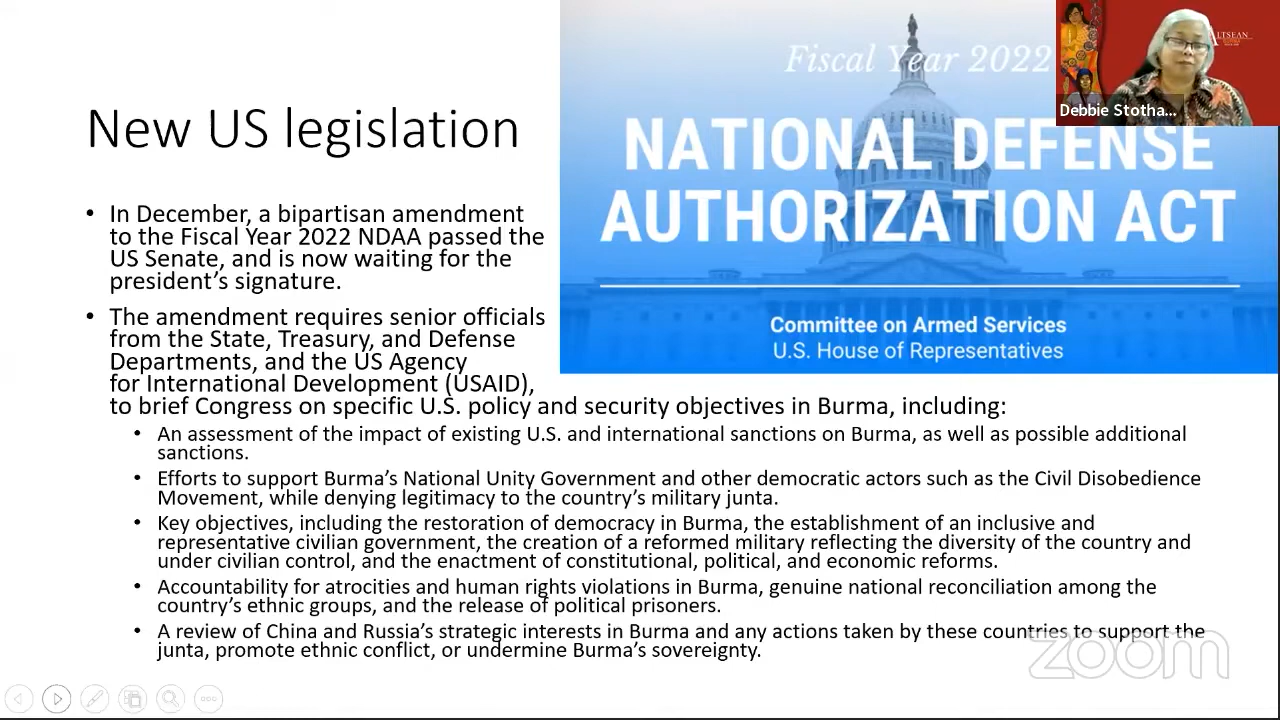 New US legislation
• In December, a bipartisan amendment
to the Fiscal Year 2022 NDAA passed the
US Senate, and is now waiting for the
president’s signature.
• The amendment requires senior officials
from the State, Treasury, and Defense
Departments, and the US Agency
for International Development (USAID),
to brief Congress on specific U.S. policy and security objectives in Burma, including:
• An assessment of the impact of existing U.S. and international sanctions on Burma, as well as possible additional
sanctions.
• Efforts to support Burma’s National Unity Government and other democratic actors such as the Civil Disobedience
Movement, while denying legitimacy to the country’s military junta.
• Key objectives, including the restoration of democracy in Burma, the establishment of an inclusive and
representative civilian government, the creation of a reformed military reflecting the diversity of the country and
under civilian control, and the enactment of constitutional, political, and economic reforms.
• Accountability for atrocities and human rights violations in Burma, genuine national reconciliation among the
country’s ethnic groups, and the release of political prisoners.
• A review of China and Russia’s strategic interests in Burma and any actions taken by these countries to support the
junta, promote ethnic conflict, or undermine Burma’s sovereignty.
Fiscal Year 2022
NATIONAL DEFENSE
AUTHORIZATION ACT
Committee on Armed Services
U.S. House of Representatives
LTSEAN
Debbie Stotha...
zoom